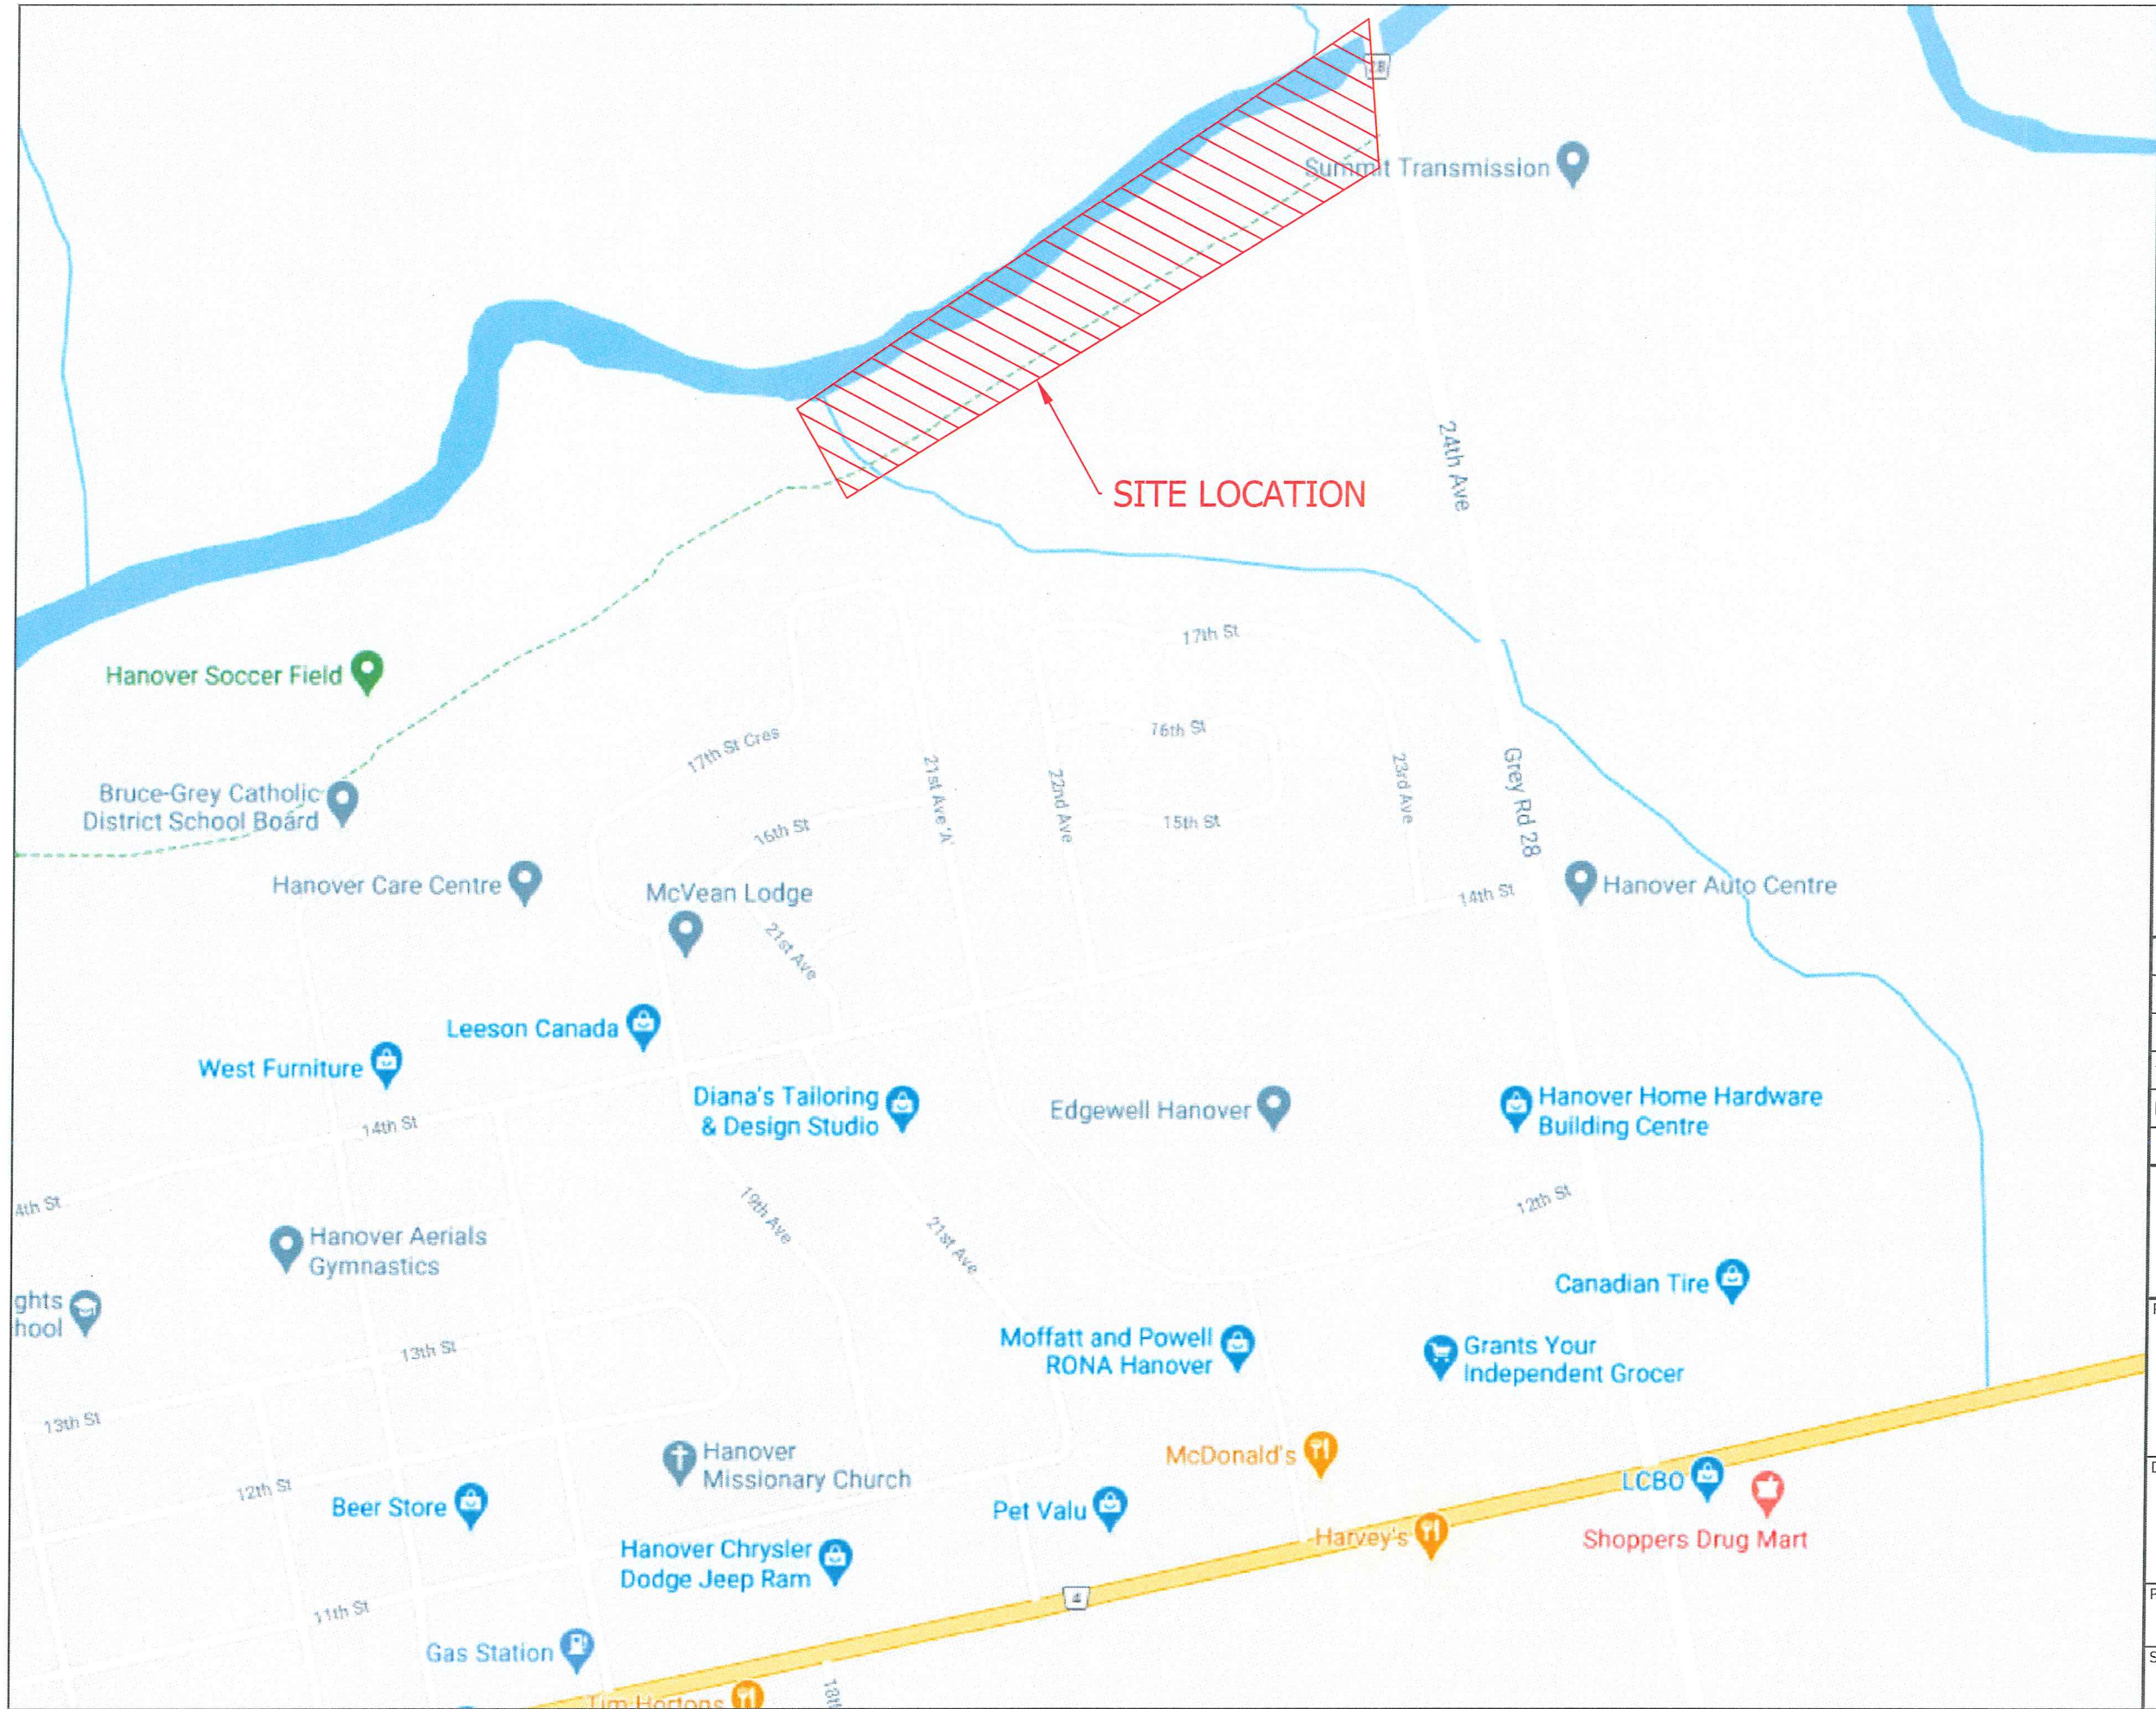 28
Summit Transmission
SITE LOCATION
24th Ave
17th St
Hanover Soccer Field
17th St Cres
76th St
21st Ave 'A'
22nd Ave
23rd Ave
Grey Rd 28
Bruce-Grey Catholic
District School Board
16th St
15th St
Hanover Care Centre
McVean Lodge
14th St
Hanover Auto Centre
21st Ave
Leeson Canada
West Furniture
Diana's Tailoring
& Design Studio
Edgewell Hanover
Hanover Home Hardware
Building Centre
14th St
4th St
19th Ave
21st Ave
12th St
Hanover Aerials
Gymnastics
Canadian Tire
ghts
hool
Moffatt and Powell
RONA Hanover
Grants Your
Independent Grocer
13th St
13th St
Hanover
Missionary Church
McDonald's
12th St
Beer Store
Pet Valu
LCBO
Harvey's
Shoppers Drug Mart
Hanover Chrysler
Dodge Jeep Ram
4
11th St
Gas Station
Tim Hortons
18th